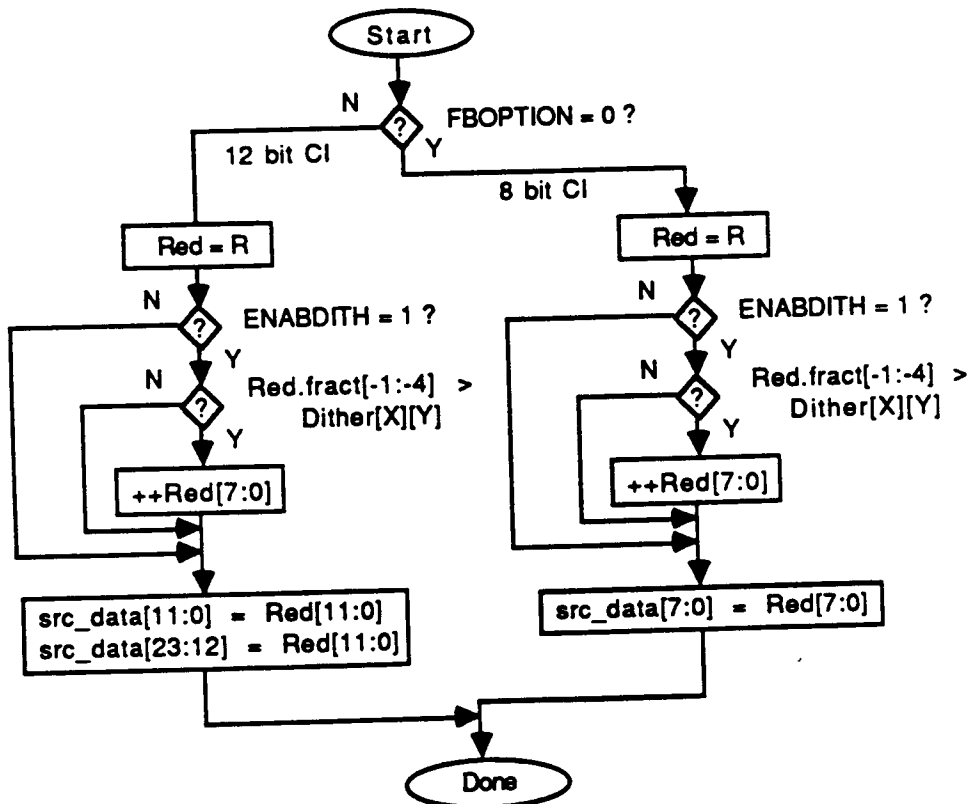 Start
N
? FBOPTION = 0 ?
Y
12 bit CI
8 bit CI
Red = R
N
? ENABDITH = 1 ?
Y
N
? Red.fract[-1:-4] >
Dither[X][Y]
Y
++Red[7:0]
src_data[11:0] = Red[11:0]
src_data[23:12] = Red[11:0]
Red = R
N
? ENABDITH = 1 ?
Y
N
? Red.fract[-1:-4] >
Dither[X][Y]
Y
++Red[7:0]
src_data[7:0] = Red[7:0]
Done